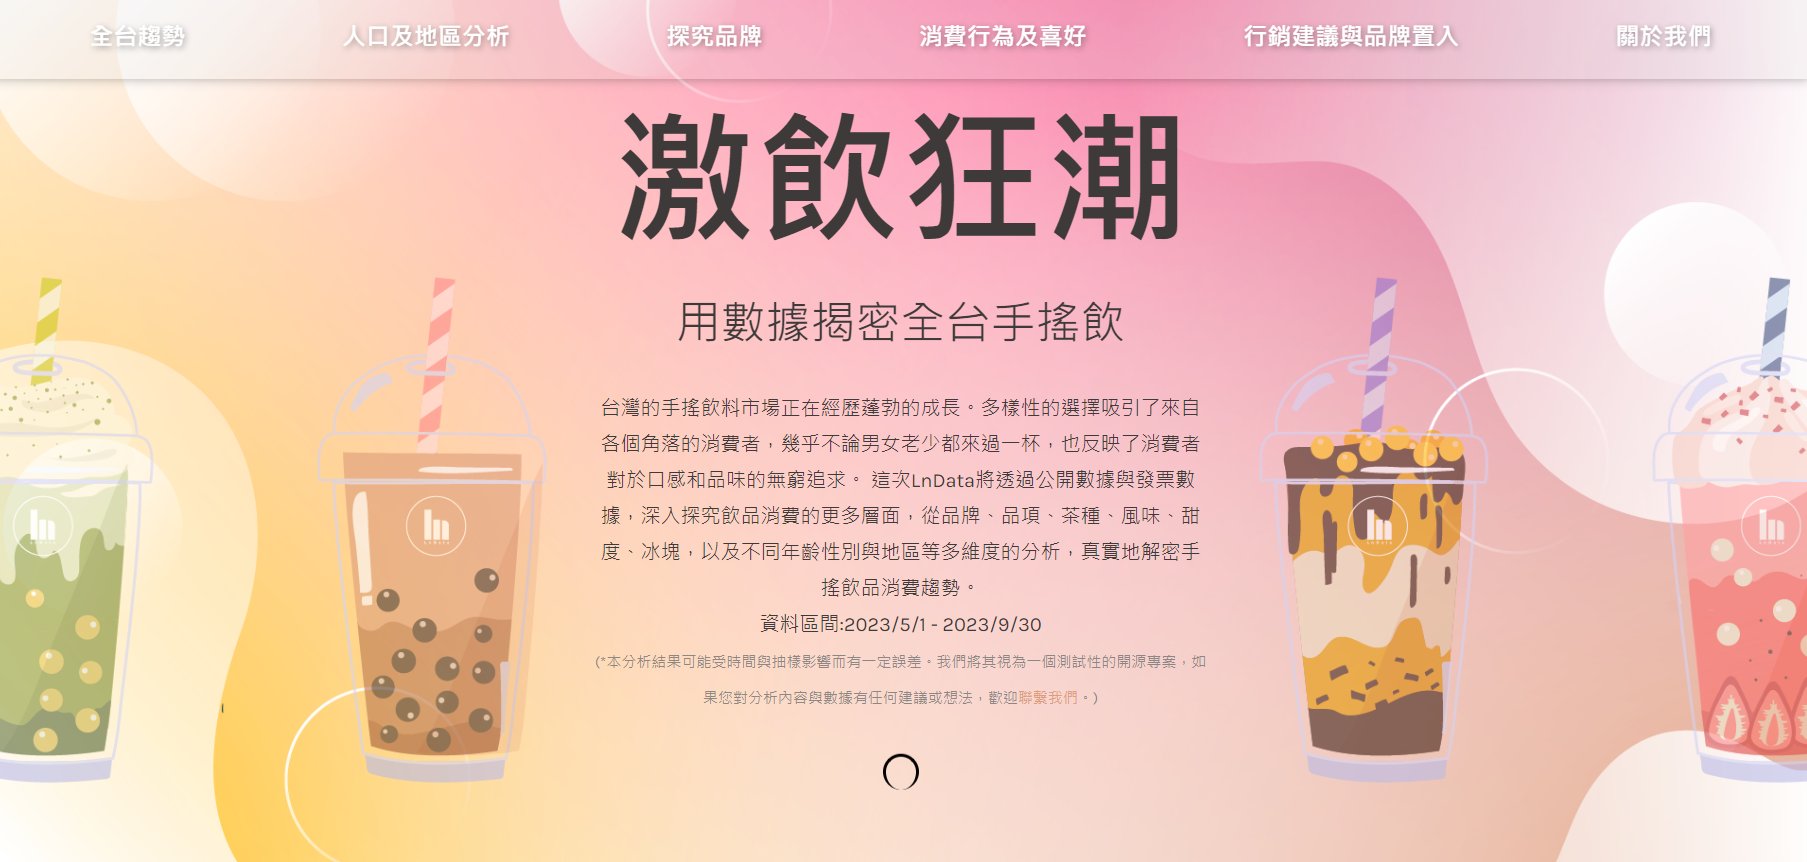 全台趨勢 人口及地區分析 探究品牌 消費行為及喜好 行銷建議與品牌置入 關於我們
激飲狂潮
用數據揭密全台手搖飲
台灣的手搖飲料市場正在經歷蓬勃的成長。多樣性的選擇吸引了來自
各個角落的消費者，幾乎不論男女老少都來過一杯，也反映了消費者
對於口感和品味的無窮追求。 這次LnData將透過公開數據與發票數
據，深入探究飲品消費的更多層面，從品牌、品項、茶種、風味、甜
度、冰塊，以及不同年齡性別與地區等多維度的分析，真實地解密手
搖飲品消費趨勢。
資料區間:2023/5/1 - 2023/9/30
(*本分析結果可能受時間與抽樣影響而有一定誤差。我們將其視為一個測試性的開源專案，如
果您對分析內容與數據有任何建議或想法，歡迎聯繫我們。)